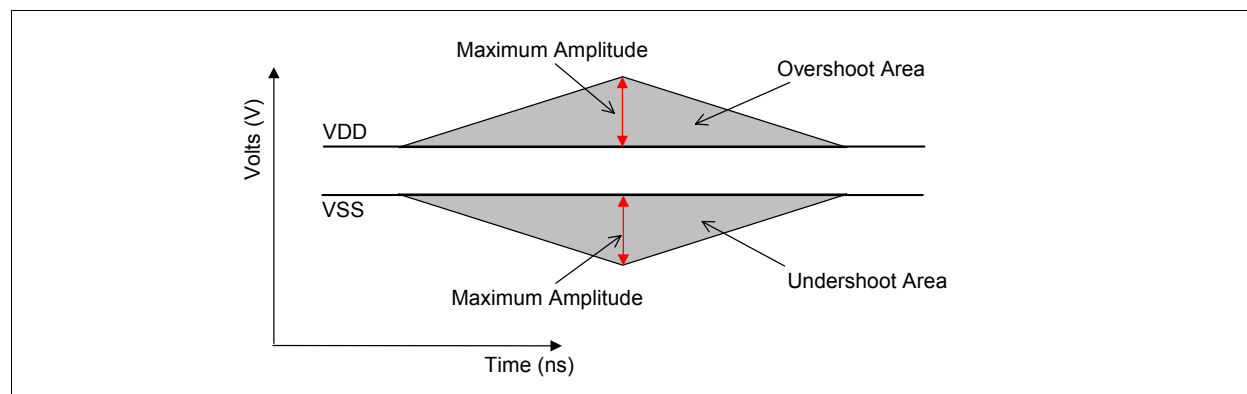 Maximum Amplitude
Overshoot Area
Volts (V)
VDD
VSS
Undershoot Area
Maximum Amplitude
Time (ns)